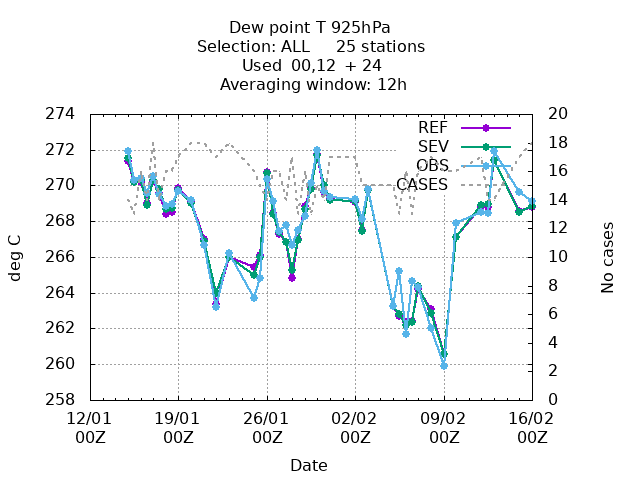 Dew point T 925hPa
Selection: ALL 25 stations
Used 00,12 + 24
Averaging window: 12h
274
272
270
268
266
264
262
260
258
deg C
REF
SEV
OBS
CASES
20
18
16
14
12
10
8
6
4
2
0
No cases
12/01 19/01 26/01 02/02 09/02 16/02
00Z 00Z 00Z 00Z 00Z 00Z
Date